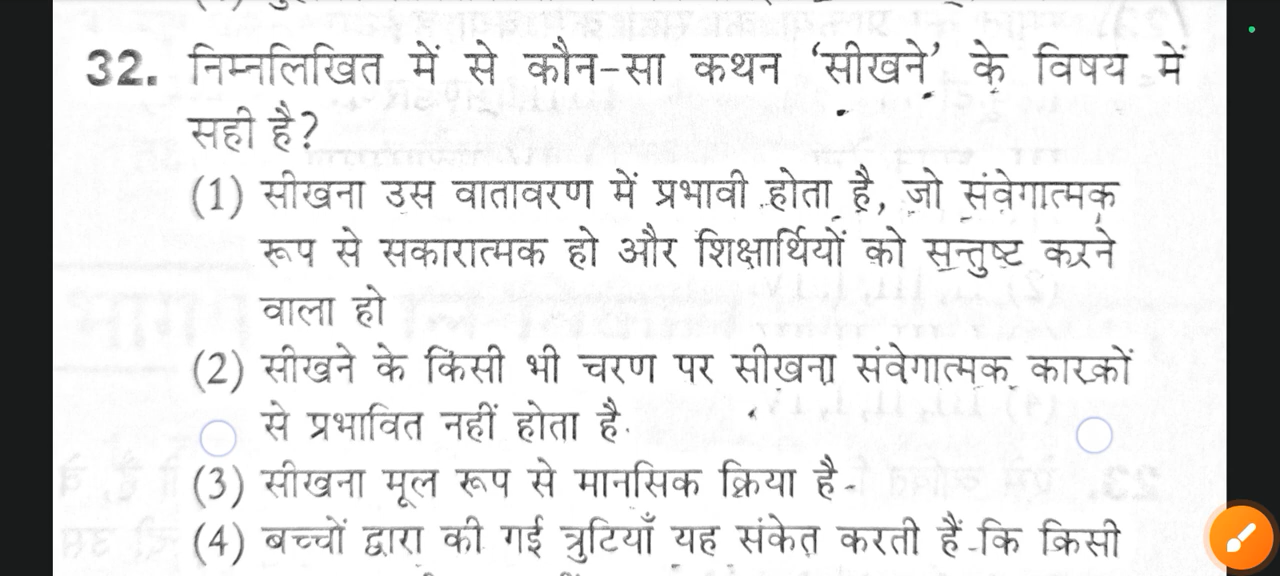 32. निम्नलिखित में से कौन-सा कथन ‘सीखने’ के विषय में
सही है?
(1) सीखना उस वातावरण में प्रभावी होता है, जो संवेगात्मक
रूप से सकारात्मक हो और शिक्षार्थियों को सन्तुष्ट करने
वाला हो
(2) सीखने के किसी भी चरण पर सीखना संवेगात्मक कारकों
से प्रभावित नहीं होता है
(3) सीखना मूल रूप से मानसिक क्रिया है
(4) बच्चों द्वारा की गई त्रुटियाँ यह संकेत करती हैं कि किसी